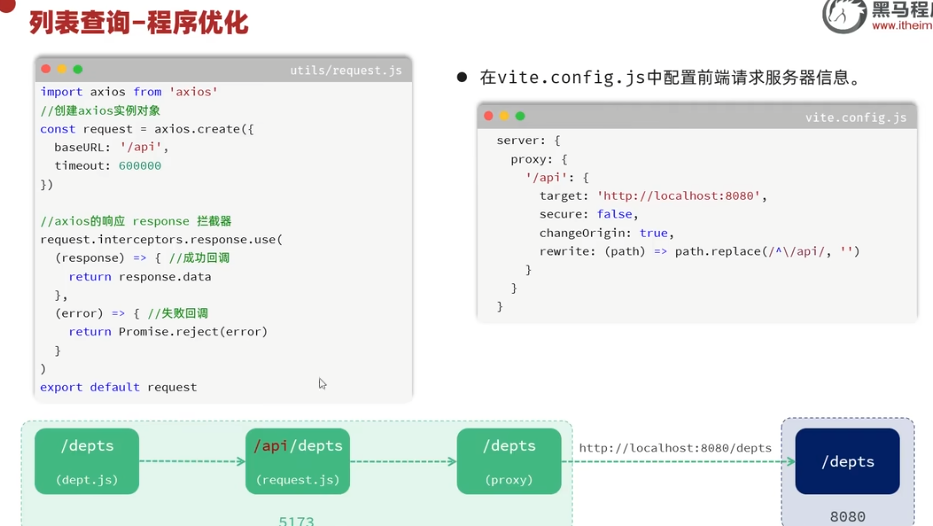 列表查询-程序优化
黑马程
www.itheim
utils/request.js
import axios from 'axios'
//创建axios实例对象
const request = axios.create({
  baseURL: '/api',
  timeout: 600000
})
//axios的响应 response 拦截器
request.interceptors.response.use(
  (response) => { //成功回调
    return response.data
  },
  (error) => { //失败回调
    return Promise.reject(error)
  }
)
export default request
● 在vite.config.js中配置前端请求服务器信息。
vite.config.js
server: {
  proxy: {
    '/api': {
      target: 'http://localhost:8080',
      secure: false,
      changeOrigin: true,
      rewrite: (path) => path.replace(/^\/api/, '')
    }
  }
}
/depts
(dept.js)
/api/depts
(request.js)
/depts
(proxy)
http://localhost:8080/depts
/depts
5173
8080